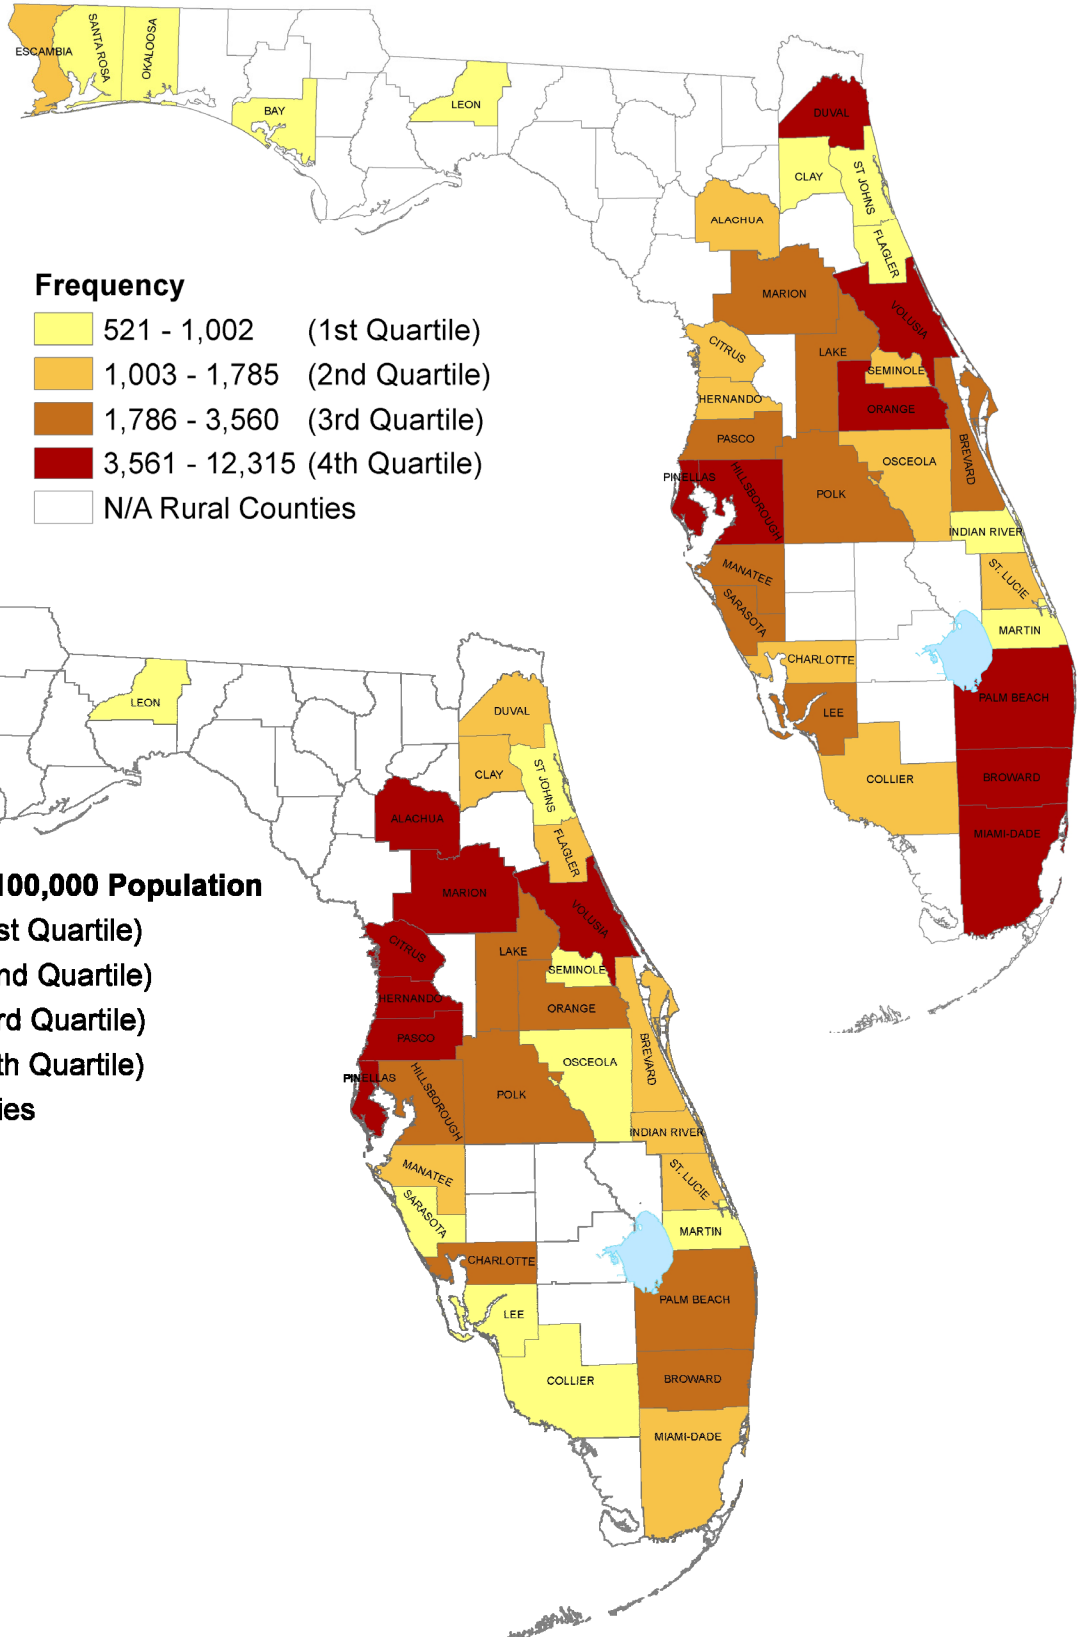 ESCAMBIA
SANTA ROSA
OKALOOSA
BAY
LEON
DUVAL
CLAY
ST JOHNS
ALACHUA
FLAGLER
MARION
VOLUSIA
CITRUS
LAKE
SEMINOLE
HERNANDO
ORANGE
PASCO
OSCEOLA
BREVARD
PINELLAS
HILLSBOROUGH
POLK
INDIAN RIVER
MANATEE
ST. LUCIE
SARASOTA
MARTIN
CHARLOTTE
PALM BEACH
LEE
COLLIER
BROWARD
MIAMI-DADE
Frequency
521 - 1,002 (1st Quartile)
1,003 - 1,785 (2nd Quartile)
1,786 - 3,560 (3rd Quartile)
3,561 - 12,315 (4th Quartile)
N/A Rural Counties
LEON
DUVAL
CLAY
ST JOHNS
ALACHUA
FLAGLER
MARION
VOLUSIA
CITRUS
LAKE
SEMINOLE
HERNANDO
ORANGE
PASCO
OSCEOLA
BREVARD
PINELLAS
HILLSBOROUGH
POLK
INDIAN RIVER
MANATEE
ST. LUCIE
SARASOTA
MARTIN
CHARLOTTE
PALM BEACH
LEE
COLLIER
BROWARD
MIAMI-DADE
100,000 Population
st Quartile)
nd Quartile)
rd Quartile)
th Quartile)
ies